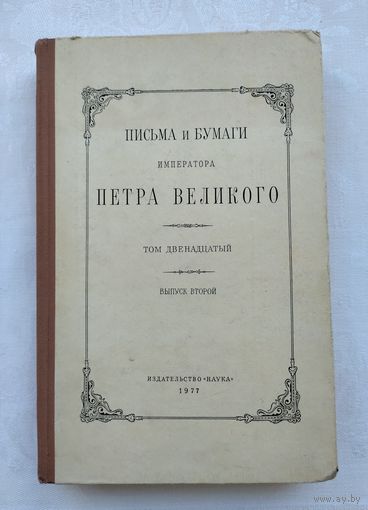 ПИСЬМА и БУМАГИ
ИМПЕРАТОРА
ПЕТРА ВЕЛИКОГО
ТОМ ДВЕНАДЦАТЫЙ
ВЫПУСК ВТОРОЙ
ИЗДАТЕЛЬСТВО «НАУКА»
1977
www.ay.by